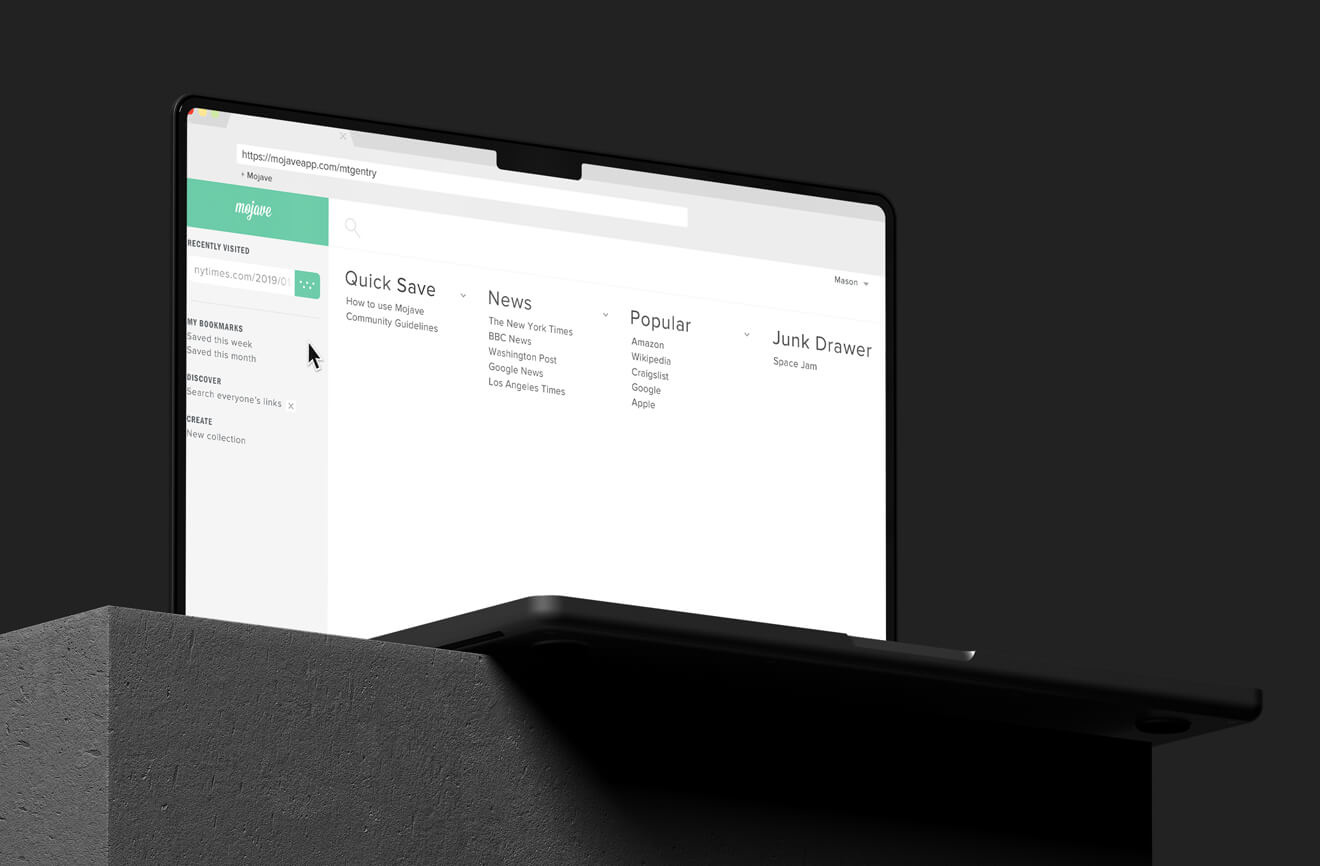 https://mojaveapp.com/mtgentry
+ Mojave
mojave
RECENTLY VISITED
nytimes.com/2019/01
MY BOOKMARKS
Saved this week
Saved this month
DISCOVER
Search everyone's links
CREATE
New collection
Mason
Quick Save
How to use Mojave
Community Guidelines
News
The New York Times
BBC News
Washington Post
Google News
Los Angeles Times
Popular
Amazon
Wikipedia
Craigslist
Google
Apple
Junk Drawer
Space Jam